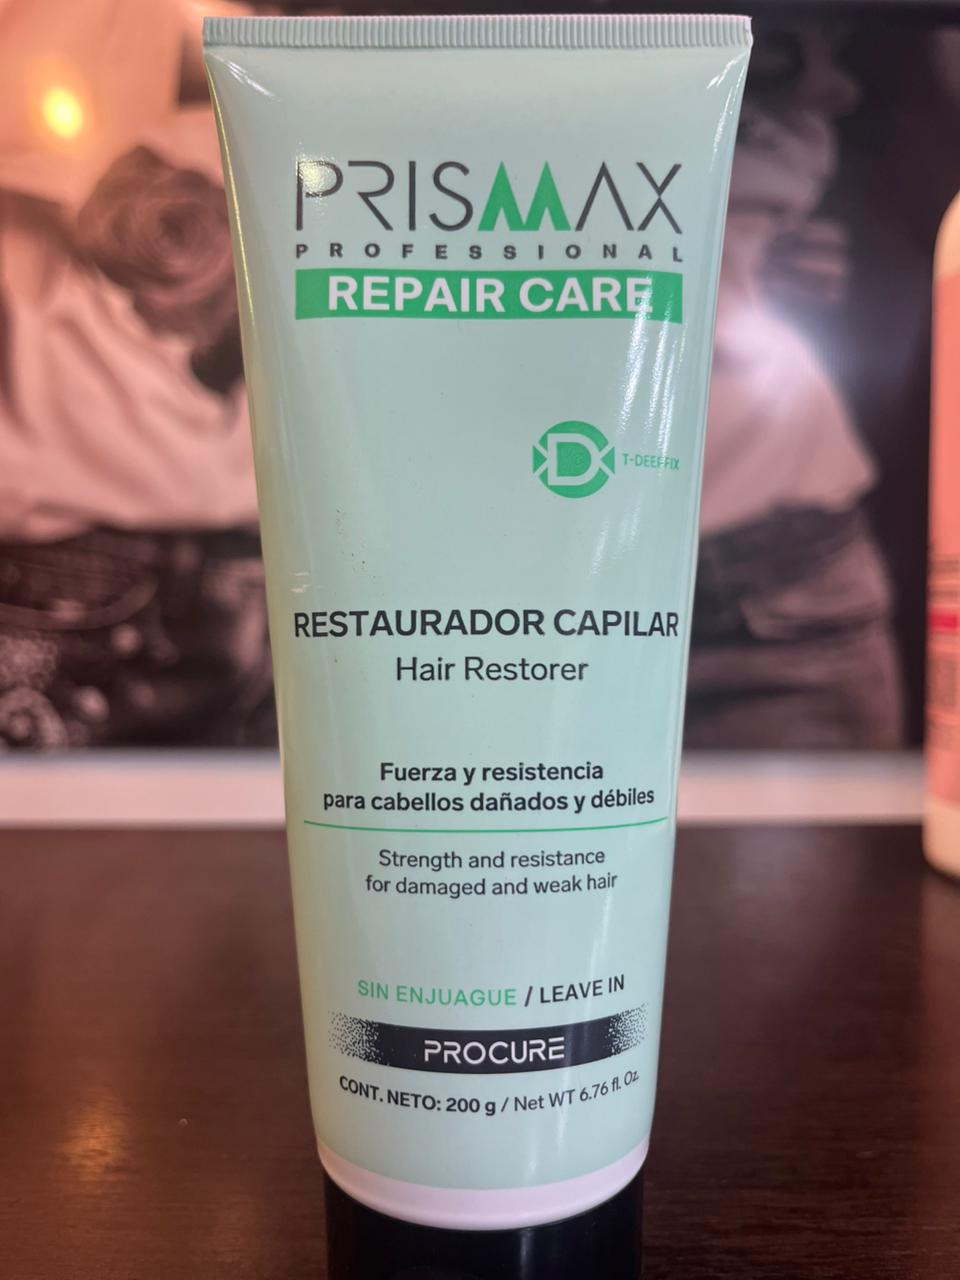 PRISMAX
PROFESSIONAL
REPAIR CARE
D
T-DEEPFIX
RESTAURADOR CAPILAR
Hair Restorer
Fuerza y resistencia
para cabellos dañados y débiles
Strength and resistance
for damaged and weak hair
SIN ENJUAGUE / LEAVE IN
PROCURE
CONT. NETO: 200 g / Net WT 6.76 fl. Oz